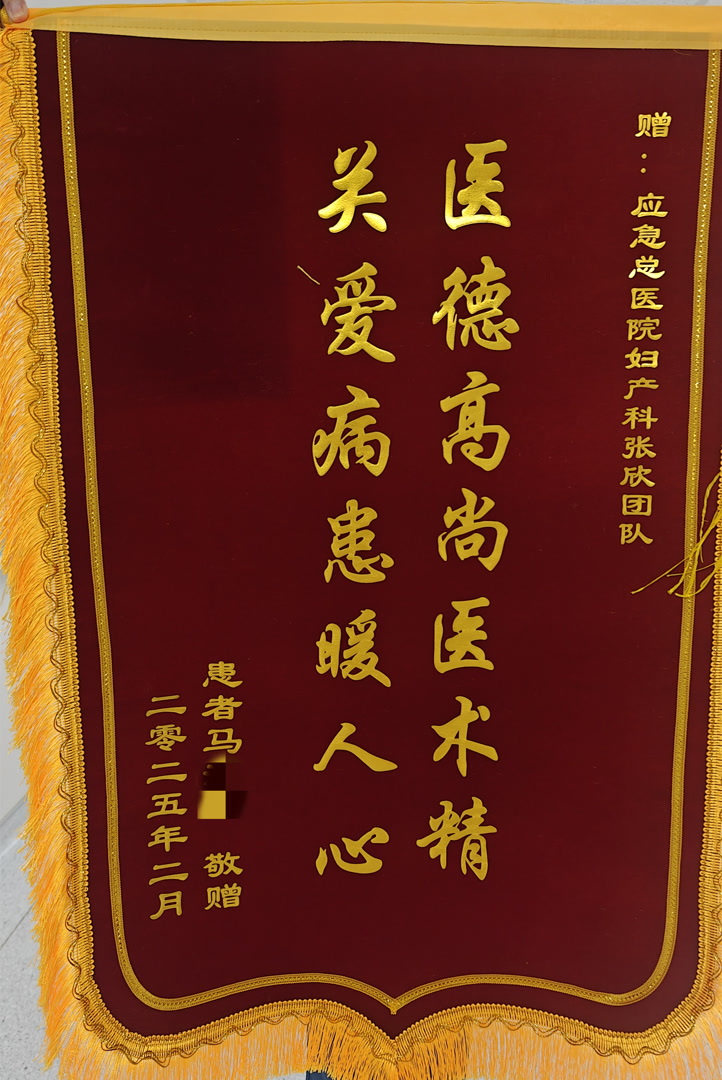 赠：应急总医院妇产科张欣团队
医德高尚医术精
关爱病患暖人心
患者马 敬赠
二零二五年二月